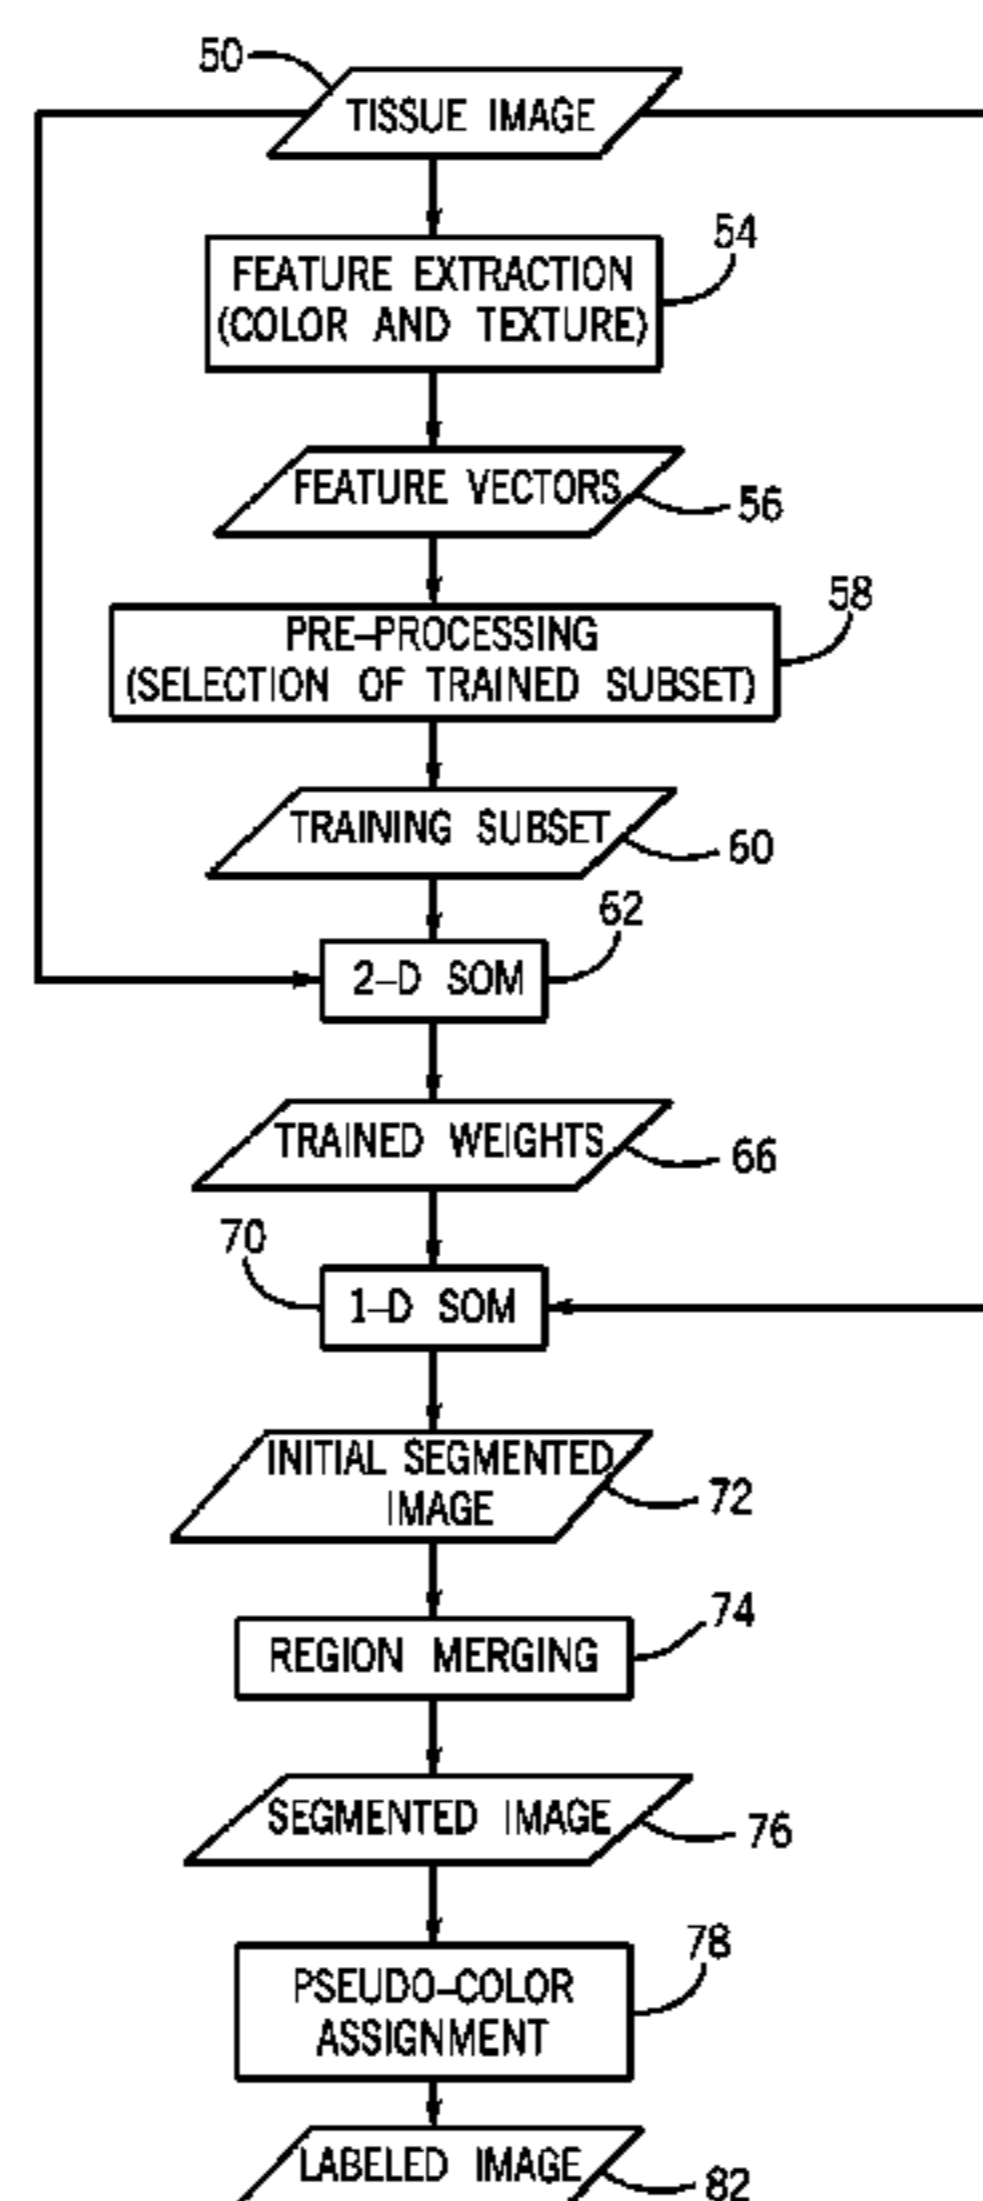 50
TISSUE IMAGE
54
FEATURE EXTRACTION
(COLOR AND TEXTURE)
FEATURE VECTORS
56
58
PRE-PROCESSING
(SELECTION OF TRAINED SUBSET)
TRAINING SUBSET
60
62
2-D SOM
TRAINED WEIGHTS
66
70
1-D SOM
INITIAL SEGMENTED
IMAGE
72
74
REGION MERGING
SEGMENTED IMAGE
76
78
PSEUDO-COLOR
ASSIGNMENT
LABELED IMAGE
82